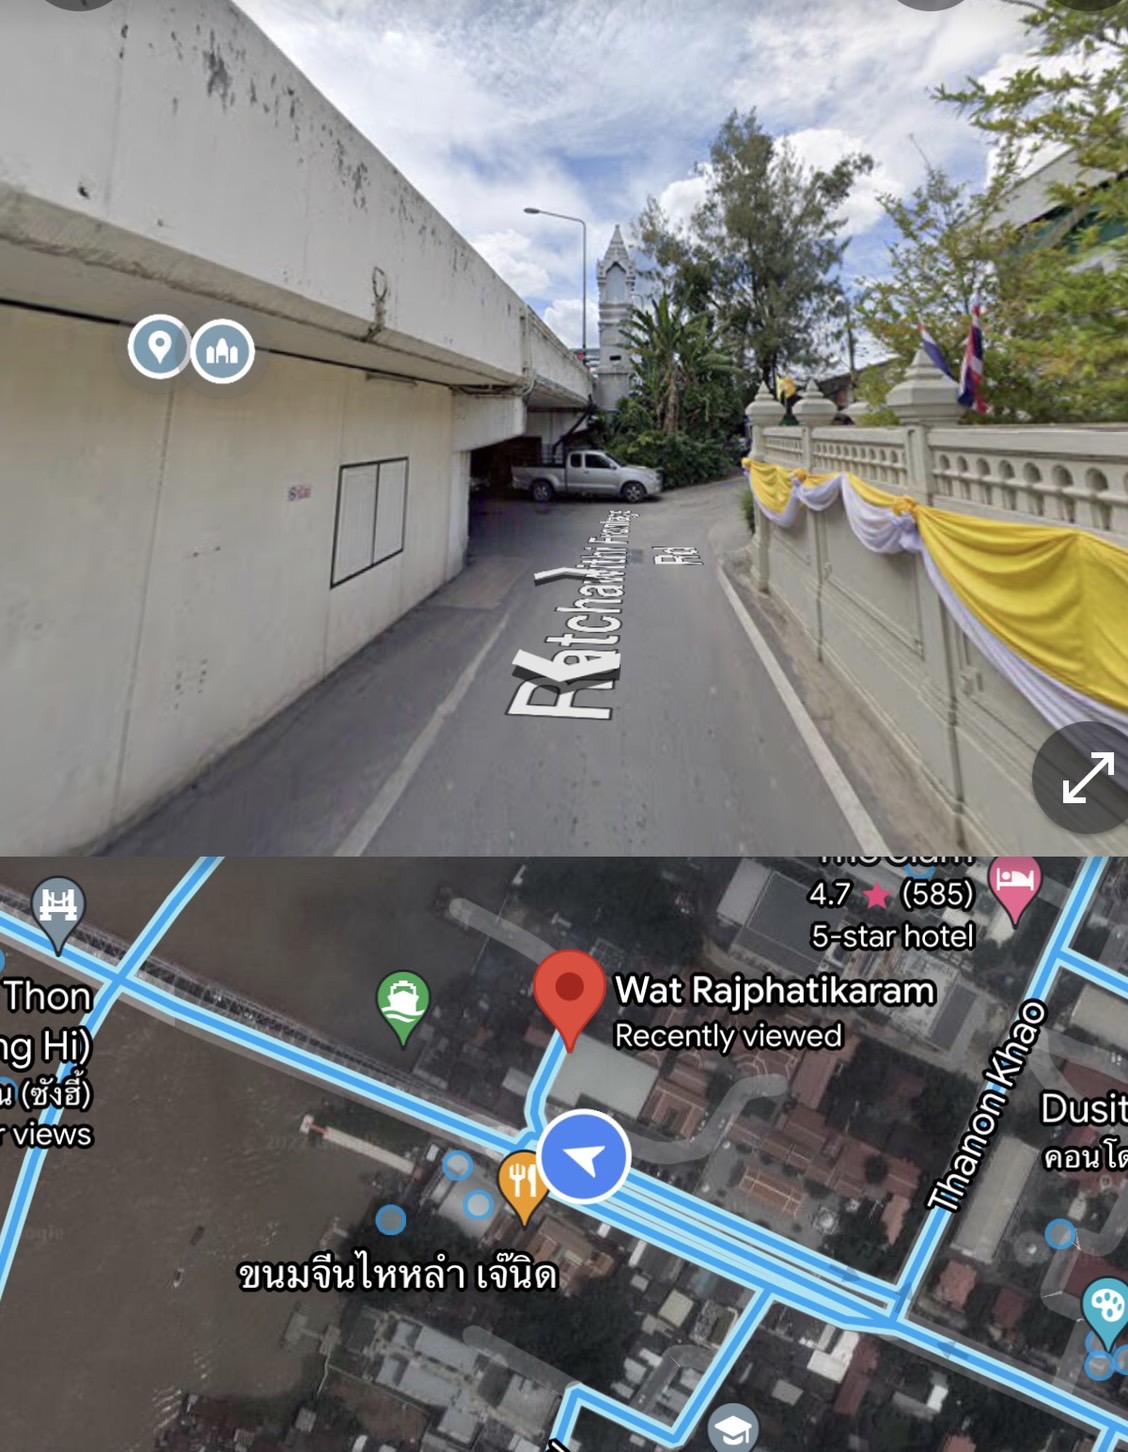 Ratchawithi Frontage
Rd
4.7 ★ (585)
5-star hotel
Wat Rajphatikaram
Recently viewed
Thon
ng Hi)
น (ซังฮี้)
r views
Thanon Khao
Dusit
คอนโด
ขนมจีนไหหลำ เจ๊นิด